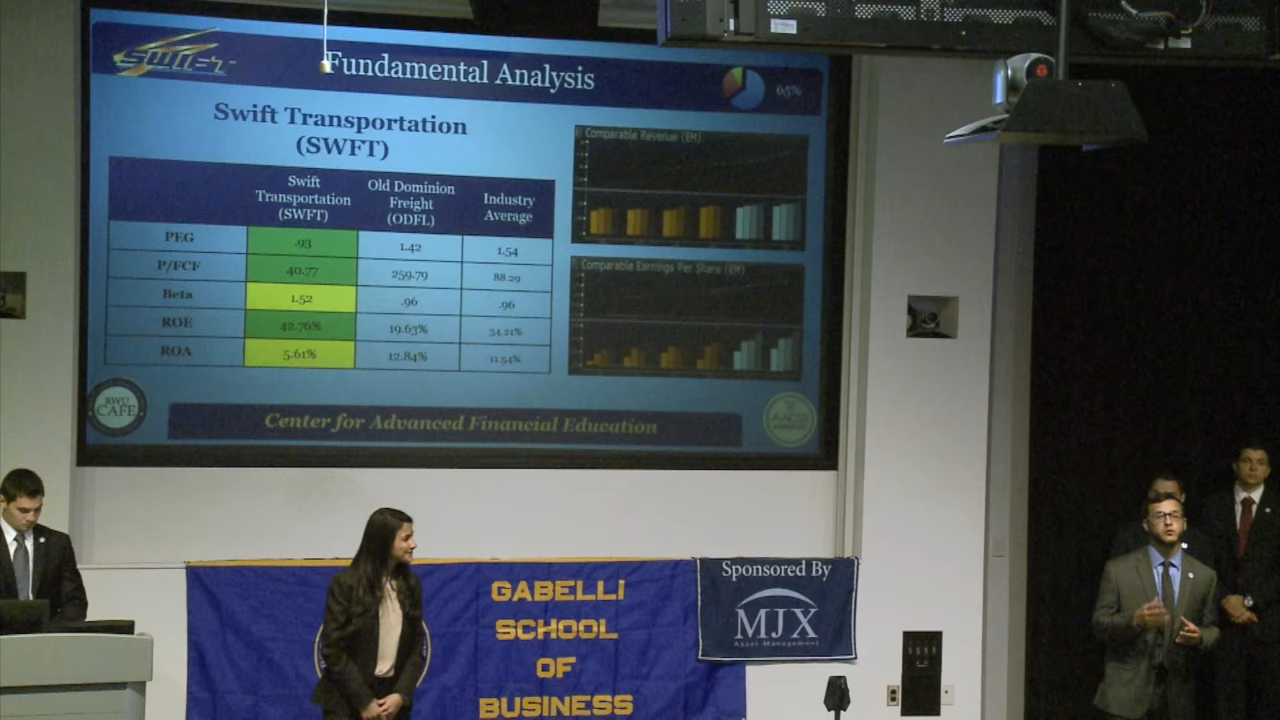 SWIFT
Fundamental Analysis
65%
Swift Transportation
(SWFT)
Swift
Transportation
(SWFT)
Old Dominion
Freight
(ODFL)
Industry
Average
PEG
.93
1.42
1.54
P/FCF
40.77
259.79
88.29
Beta
1.52
.96
.96
ROE
42.76%
19.63%
34.21%
ROA
5.61%
12.84%
11.54%
Comparable Revenue (EM)
Comparable Earnings Per Share (EM)
RWU
CAFE
Center for Advanced Financial Education
GABELLI
SCHOOL
OF
BUSINESS
Sponsored By
MJX
Asset Management